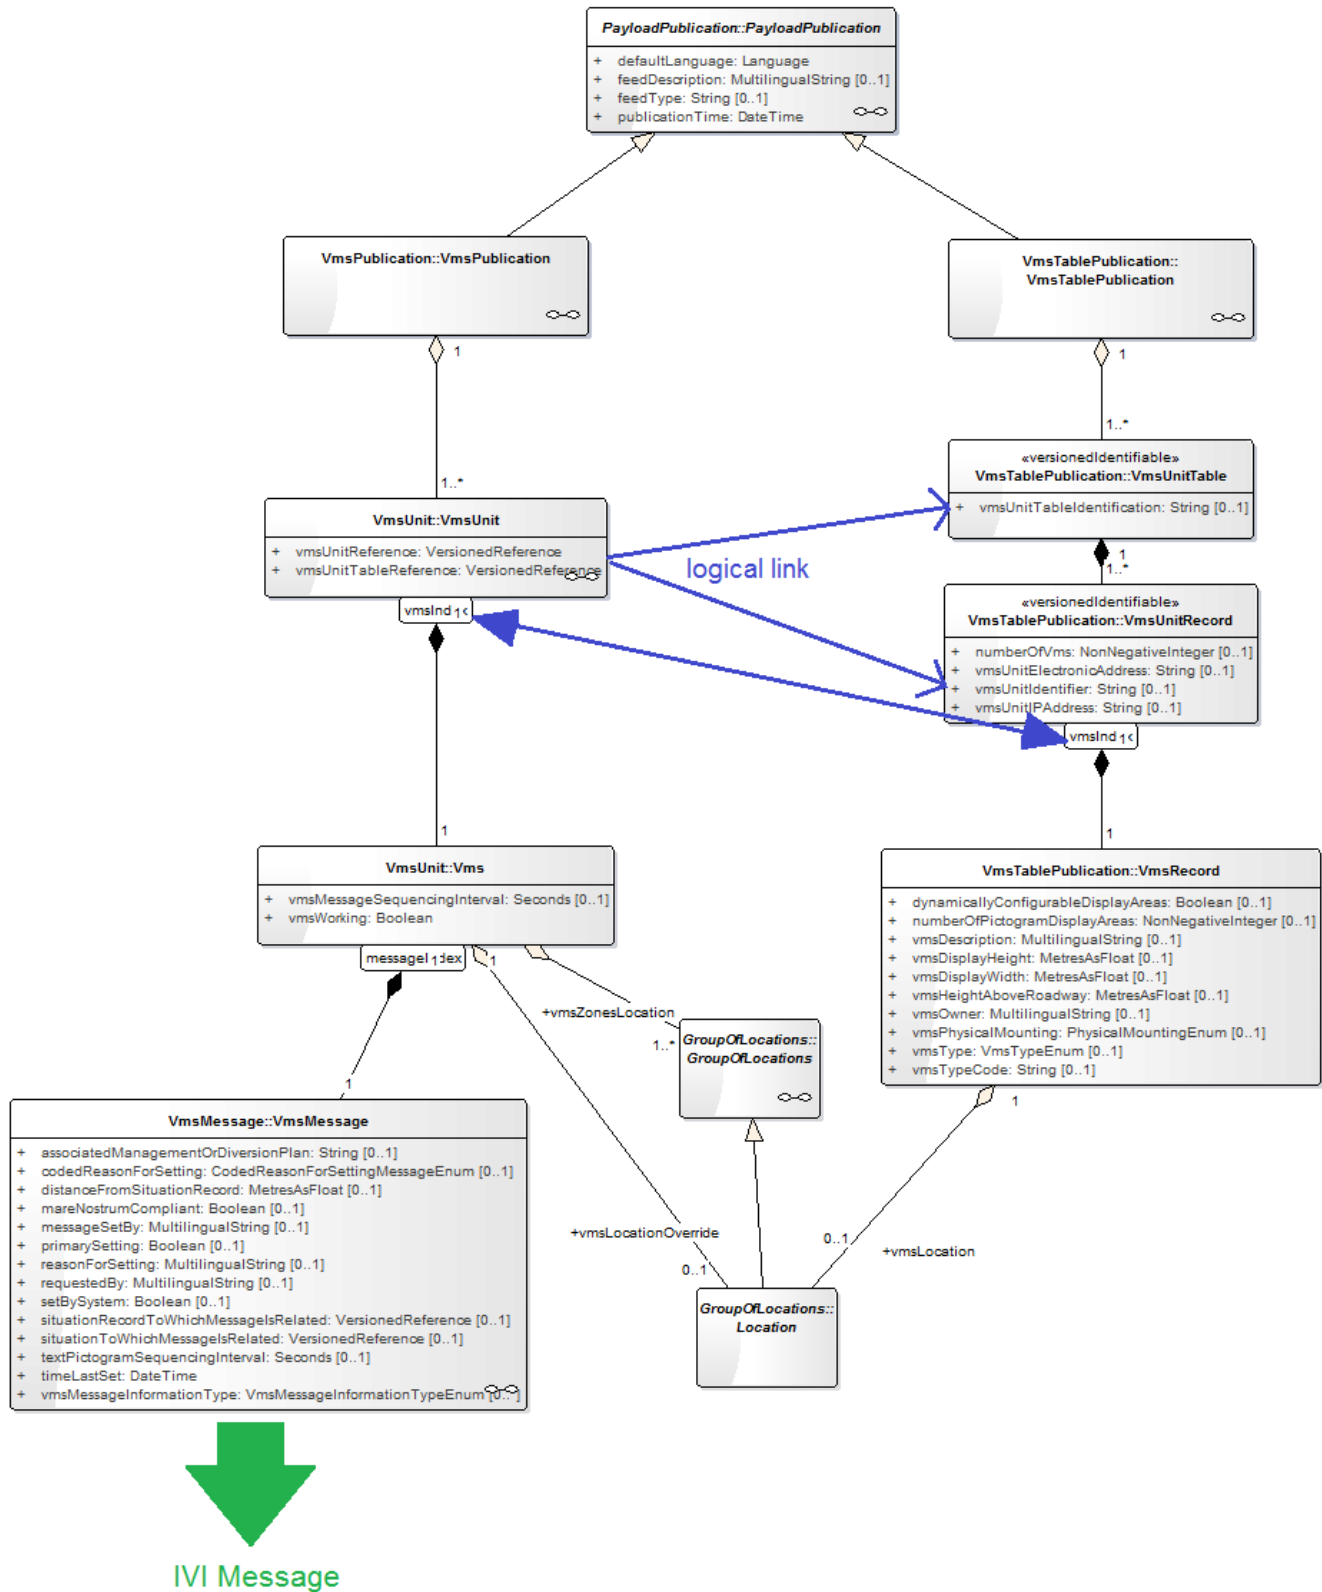 PayloadPublication::PayloadPublication
+ defaultLanguage: Language
+ feedDescription: MultilingualString [0..1]
+ feedType: String [0..1]
+ publicationTime: DateTime
VmsPublication::VmsPublication
VmsTablePublication::
VmsTablePublication
1
1
1..*
1..*
«versionedIdentifiable»
VmsTablePublication::VmsUnitTable
+ vmsUnitTableIdentification: String [0..1]
VmsUnit::VmsUnit
+ vmsUnitReference: VersionedReference
+ vmsUnitTableReference: VersionedReference
logical link
1
1..*
«versionedIdentifiable»
VmsTablePublication::VmsUnitRecord
+ numberOfVms: NonNegativeInteger [0..1]
+ vmsUnitElectronicAddress: String [0..1]
+ vmsUnitIdentifier: String [0..1]
+ vmsUnitIPAddress: String [0..1]
vmsInd 1
vmsInd 1
1
1
VmsUnit::Vms
+ vmsMessageSequencingInterval: Seconds [0..1]
+ vmsWorking: Boolean
VmsTablePublication::VmsRecord
+ dynamicallyConfigurableDisplayAreas: Boolean [0..1]
+ numberOfPictogramDisplayAreas: NonNegativeInteger [0..1]
+ vmsDescription: MultilingualString [0..1]
+ vmsDisplayHeight: MetresAsFloat [0..1]
+ vmsDisplayWidth: MetresAsFloat [0..1]
+ vmsHeightAboveRoadway: MetresAsFloat [0..1]
+ vmsOwner: MultilingualString [0..1]
+ vmsPhysicalMounting: PhysicalMountingEnum [0..1]
+ vmsType: VmsTypeEnum [0..1]
+ vmsTypeCode: String [0..1]
messageI 1 dex
1
+vmsZonesLocation
1..*
GroupOfLocations::
GroupOfLocations
1
1
VmsMessage::VmsMessage
+ associatedManagementOrDiversionPlan: String [0..1]
+ codedReasonForSetting: CodedReasonForSettingMessageEnum [0..1]
+ distanceFromSituationRecord: MetresAsFloat [0..1]
+ mareNostrumCompliant: Boolean [0..1]
+ messageSetBy: MultilingualString [0..1]
+ primarySetting: Boolean [0..1]
+ reasonForSetting: MultilingualString [0..1]
+ requestedBy: MultilingualString [0..1]
+ setBySystem: Boolean [0..1]
+ situationRecordToWhichMessageIsRelated: VersionedReference [0..1]
+ situationToWhichMessageIsRelated: VersionedReference [0..1]
+ textPictogramSequencingInterval: Seconds [0..1]
+ timeLastSet: DateTime
+ vmsMessageInformationType: VmsMessageInformationTypeEnum [0..*]
+vmsLocationOverride
0..1
0..1
+vmsLocation
GroupOfLocations::
Location
IVI Message